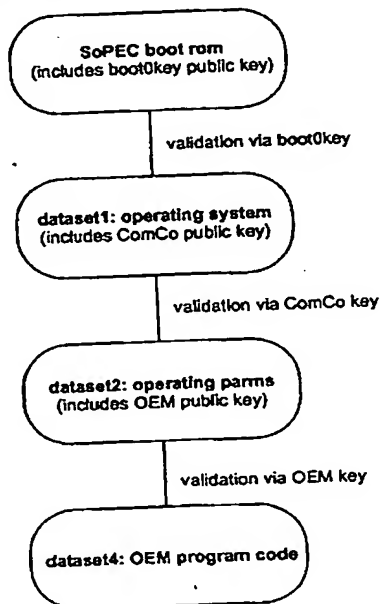 SoPEC boot rom
(includes boot0key public key)
validation via boot0key
dataset1: operating system
(includes ComCo public key)
validation via ComCo key
dataset2: operating parms
(includes OEM public key)
validation via OEM key
dataset4: OEM program code